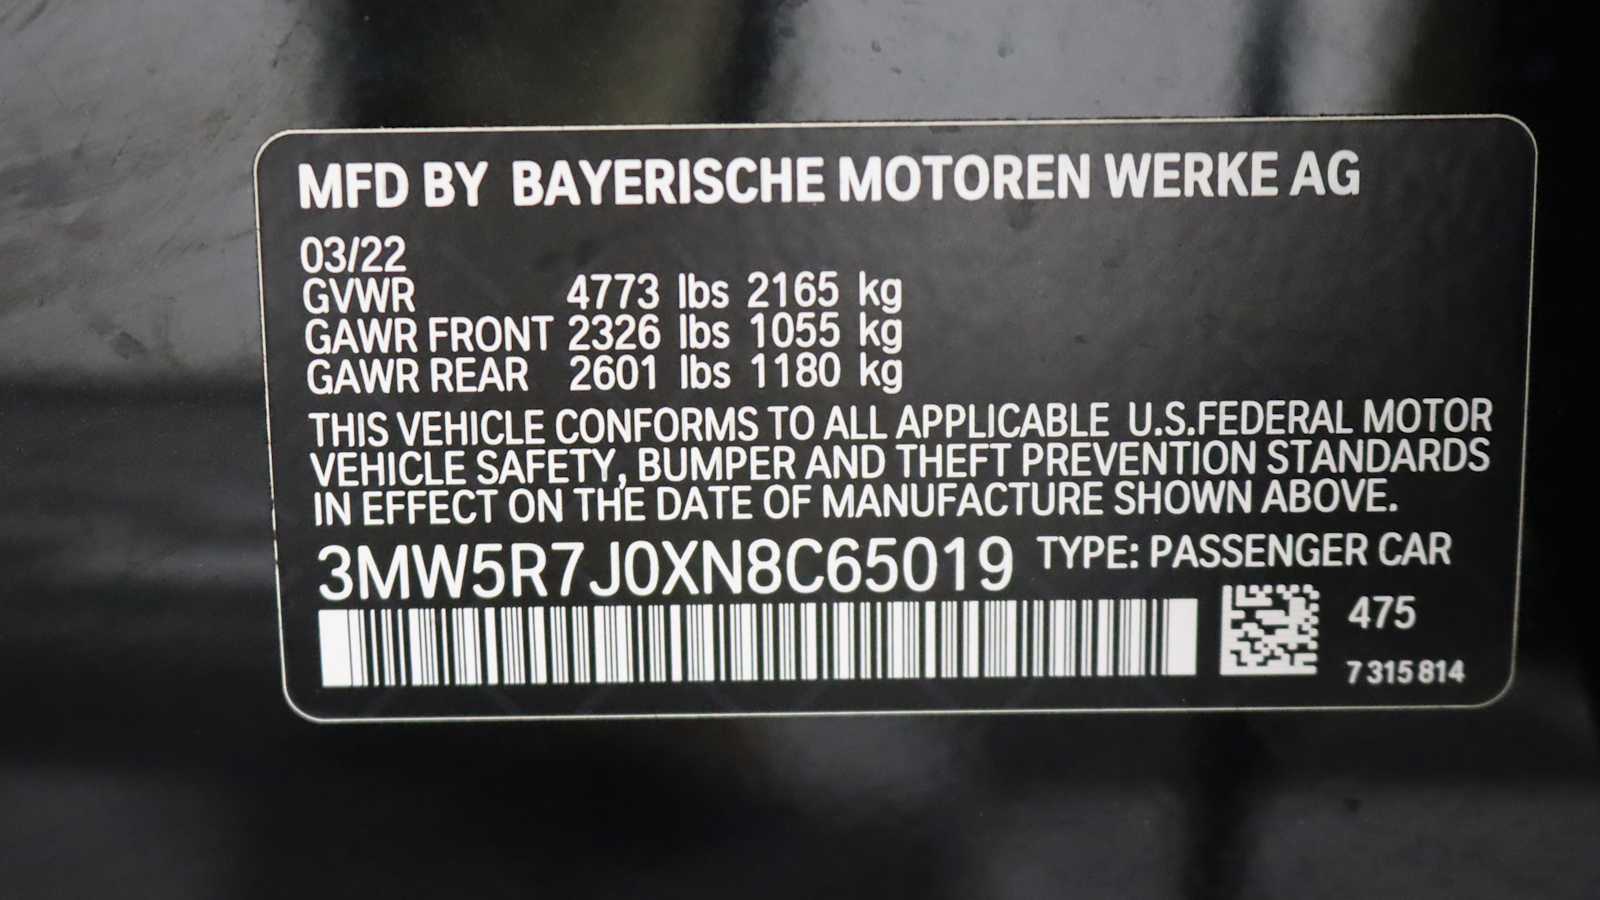 MFD BY BAYERISCHE MOTOREN WERKE AG
03/22
GVWR 4773 lbs 2165 kg
GAWR FRONT 2326 lbs 1055 kg
GAWR REAR 2601 lbs 1180 kg
THIS VEHICLE CONFORMS TO ALL APPLICABLE U.S.FEDERAL MOTOR
VEHICLE SAFETY, BUMPER AND THEFT PREVENTION STANDARDS
IN EFFECT ON THE DATE OF MANUFACTURE SHOWN ABOVE.
3MW5R7J0XN8C65019 TYPE: PASSENGER CAR
475
7 315 814